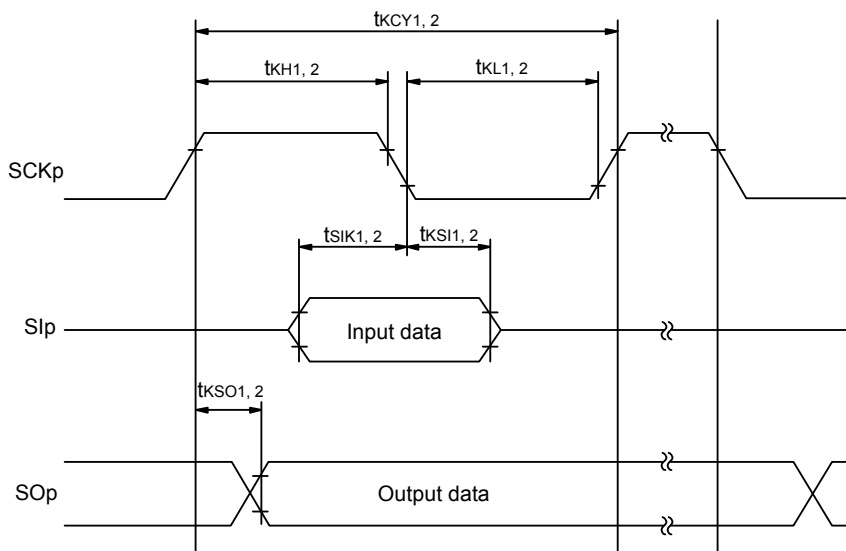 tKCY1, 2
tKH1, 2
tKL1, 2
SCKp
tSIK1, 2
tKSI1, 2
SIp
Input data
tKSO1, 2
SOp
Output data